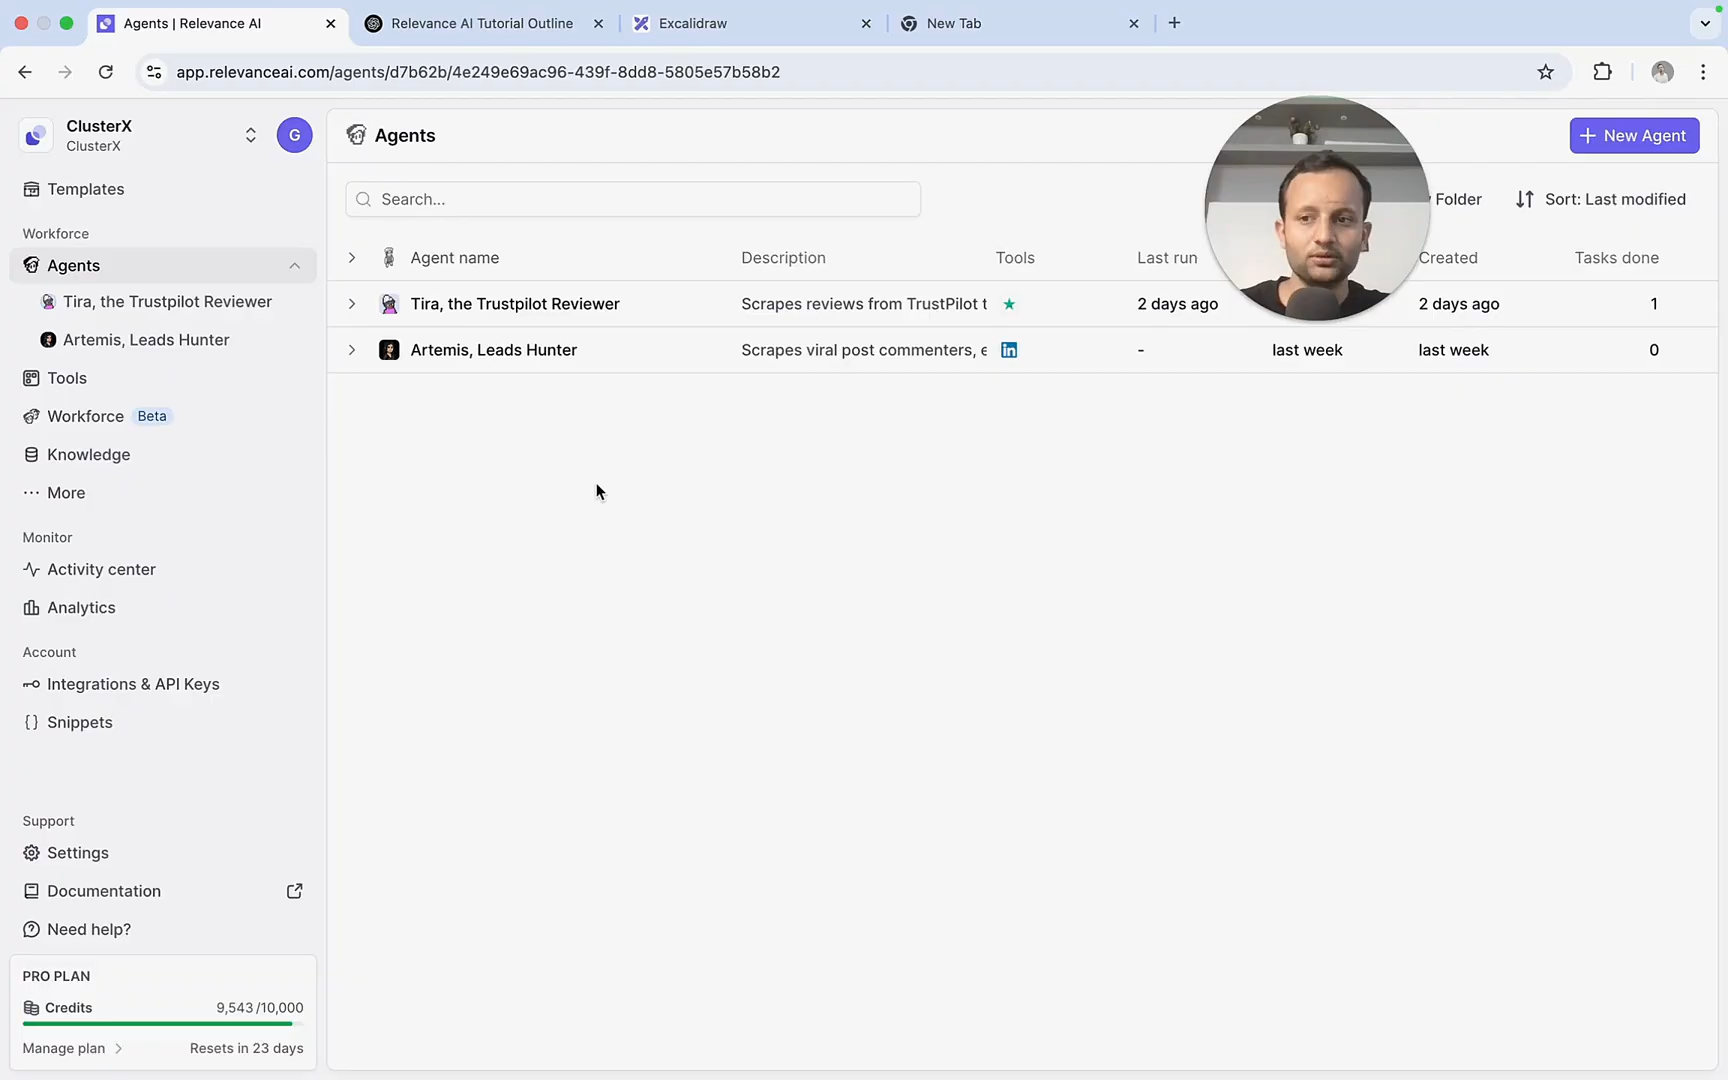 Agents | Relevance AI
Relevance AI Tutorial Outline
Excalidraw
New Tab
app.relevanceai.com/agents/d7b62b/4e249e69ac96-439f-8dd8-5805e57b58b2
ClusterX
ClusterX
G
Templates
Workforce
Agents
Tira, the Trustpilot Reviewer
Artemis, Leads Hunter
Tools
Workforce Beta
Knowledge
More
Monitor
Activity center
Analytics
Account
Integrations & API Keys
Snippets
Support
Settings
Documentation
Need help?
PRO PLAN
Credits 9,543/10,000
Manage plan Resets in 23 days
Agents
New Agent
Search...
Folder Sort: Last modified
Agent name Description Tools Last run Created Tasks done
Tira, the Trustpilot Reviewer Scrapes reviews from TrustPilot t 2 days ago 2 days ago 1
Artemis, Leads Hunter Scrapes viral post commenters, e in - last week last week 0